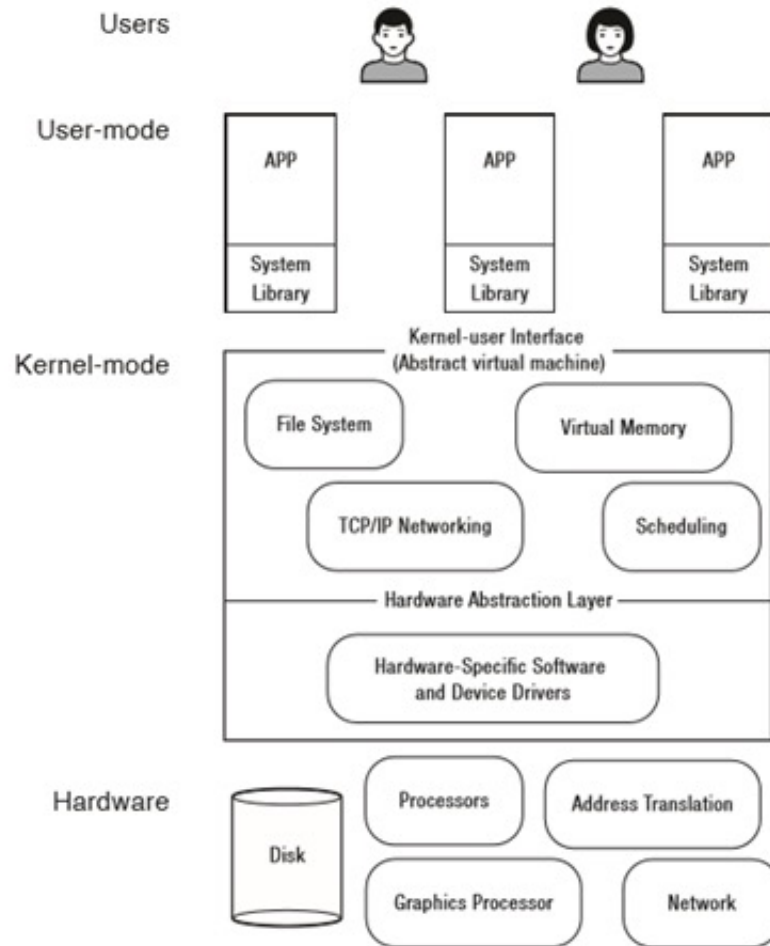 Users
User-mode
APP
APP
APP
System
Library
System
Library
System
Library
Kernel-user Interface
(Abstract virtual machine)
Kernel-mode
File System
Virtual Memory
TCP/IP Networking
Scheduling
Hardware Abstraction Layer
Hardware-Specific Software
and Device Drivers
Hardware
Processors
Address Translation
Disk
Graphics Processor
Network